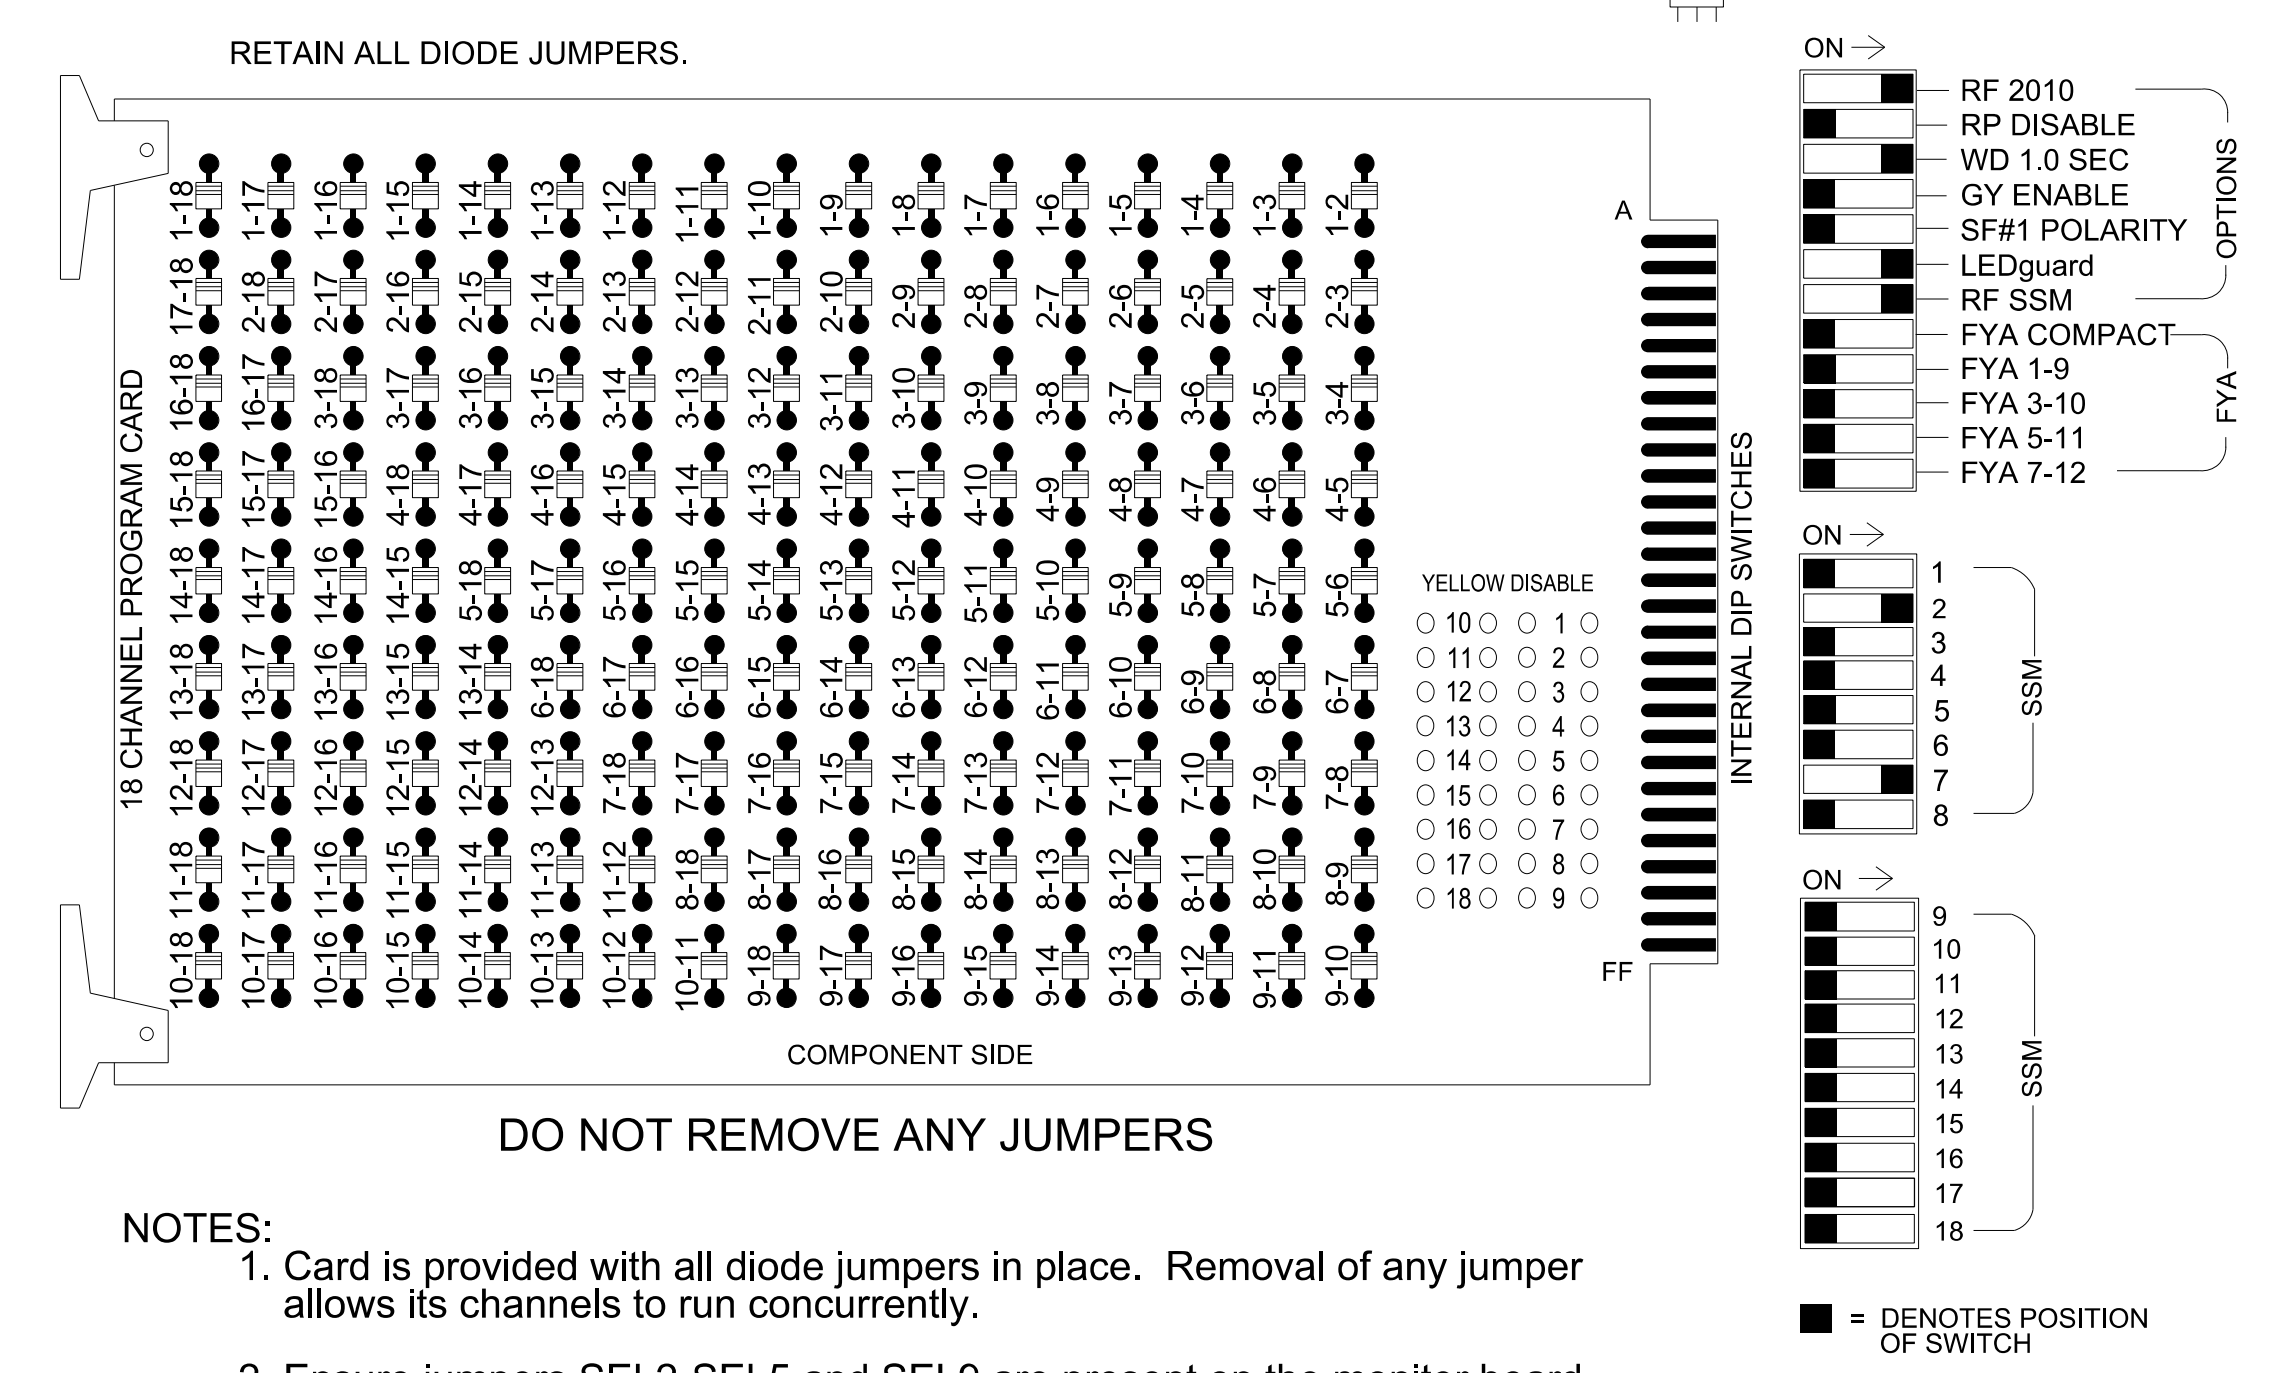 RETAIN ALL DIODE JUMPERS.
18 CHANNEL PROGRAM CARD
1-18 1-17 1-16 1-15 1-14 1-13 1-12 1-11 1-10 1-9 1-8 1-7 1-6 1-5 1-4 1-3 1-2
17-18 2-18 2-17 2-16 2-15 2-14 2-13 2-12 2-11 2-10 2-9 2-8 2-7 2-6 2-5 2-4 2-3
16-18 16-17 3-18 3-17 3-16 3-15 3-14 3-13 3-12 3-11 3-10 3-9 3-8 3-7 3-6 3-5 3-4
15-18 15-17 15-16 4-18 4-17 4-16 4-15 4-14 4-13 4-12 4-11 4-10 4-9 4-8 4-7 4-6 4-5
14-18 14-17 14-16 14-15 5-18 5-17 5-16 5-15 5-14 5-13 5-12 5-11 5-10 5-9 5-8 5-7 5-6
13-18 13-17 13-16 13-15 13-14 6-18 6-17 6-16 6-15 6-14 6-13 6-12 6-11 6-10 6-9 6-8 6-7
12-18 12-17 12-16 12-15 12-14 12-13 7-18 7-17 7-16 7-15 7-14 7-13 7-12 7-11 7-10 7-9 7-8
11-18 11-17 11-16 11-15 11-14 11-13 11-12 8-18 8-17 8-16 8-15 8-14 8-13 8-12 8-11 8-10 8-9
10-18 10-17 10-16 10-15 10-14 10-13 10-12 10-11 9-18 9-17 9-16 9-15 9-14 9-13 9-12 9-11 9-10
A
FF
YELLOW DISABLE
10 1
11 2
12 3
13 4
14 5
15 6
16 7
17 8
18 9
COMPONENT SIDE
INTERNAL DIP SWITCHES
ON
RF 2010
RP DISABLE
WD 1.0 SEC
GY ENABLE
SF#1 POLARITY
LEDguard
RF SSM
OPTIONS
FYA COMPACT
FYA 1-9
FYA 3-10
FYA 5-11
FYA 7-12
FYA
ON
1
2
3
4
5
6
7
8
SSM
ON
9
10
11
12
13
14
15
16
17
18
SSM
= DENOTES POSITION
OF SWITCH
DO NOT REMOVE ANY JUMPERS
NOTES:
1. Card is provided with all diode jumpers in place. Removal of any jumper
allows its channels to run concurrently.
2. Ensure jumpers SEL2-SEL5 and SEL9 are present on the monitor board.